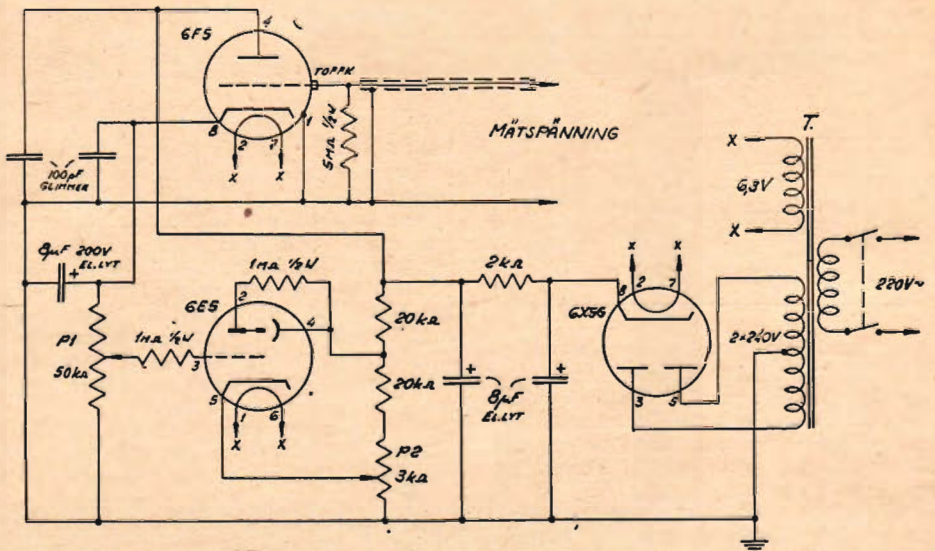 6F5
4
TOPPK
8
1
2
7
X
X
5MΩ ½W
MÄTSPÄNNING
100pF
GLIMMER
8µF 200V
+
EL.LYT
P1
50kΩ
1MΩ ½W
1MΩ ½W
6E5
2
4
3
5
1
6
X
X
20kΩ
20kΩ
P2
3kΩ
2kΩ
+
+
8µF
EL.LYT
X
X
8
2
7
6X5G
3
5
T.
X
6,3V
X
2×240V
220V~